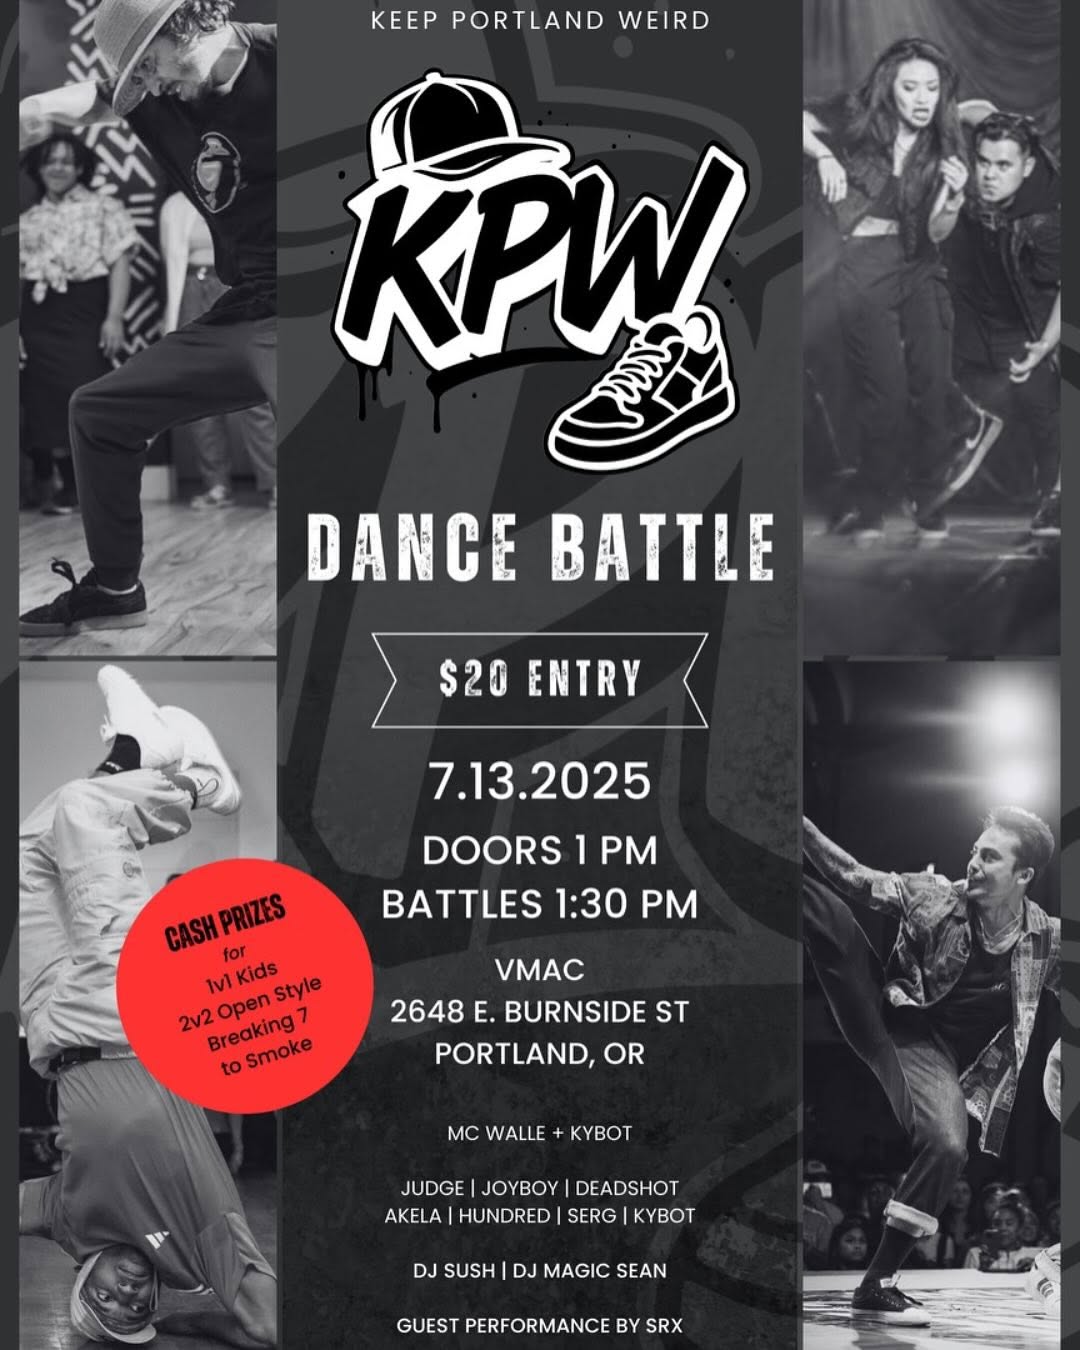 KEEP PORTLAND WEIRD
KPW
DANCE BATTLE
$20 ENTRY
7.13.2025
DOORS 1 PM
BATTLES 1:30 PM
CASH PRIZES
for
1v1 Kids
2v2 Open Style
Breaking 7
to Smoke
VMAC
2648 E. BURNSIDE ST
PORTLAND, OR
MC WALLE + KYBOT
JUDGE | JOYBOY | DEADSHOT
AKELA | HUNDRED | SERG | KYBOT
DJ SUSH | DJ MAGIC SEAN
GUEST PERFORMANCE BY SRX